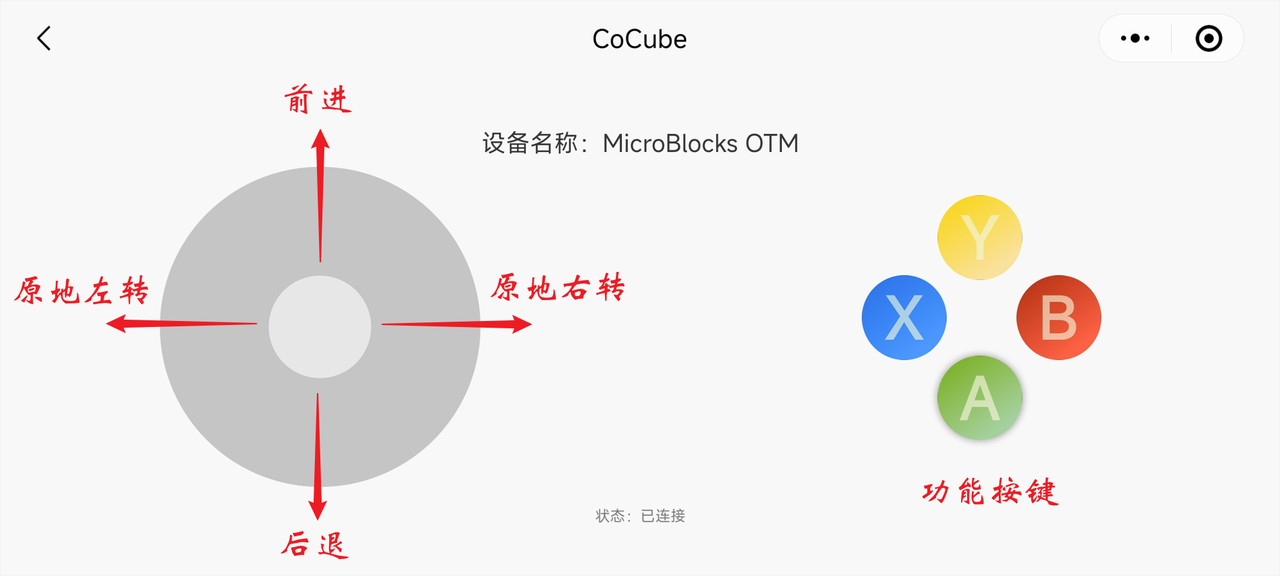 CoCube
前进
设备名称：MicroBlocks OTM
原地左转
原地右转
Y
X
B
A
功能按键
状态：已连接
后退